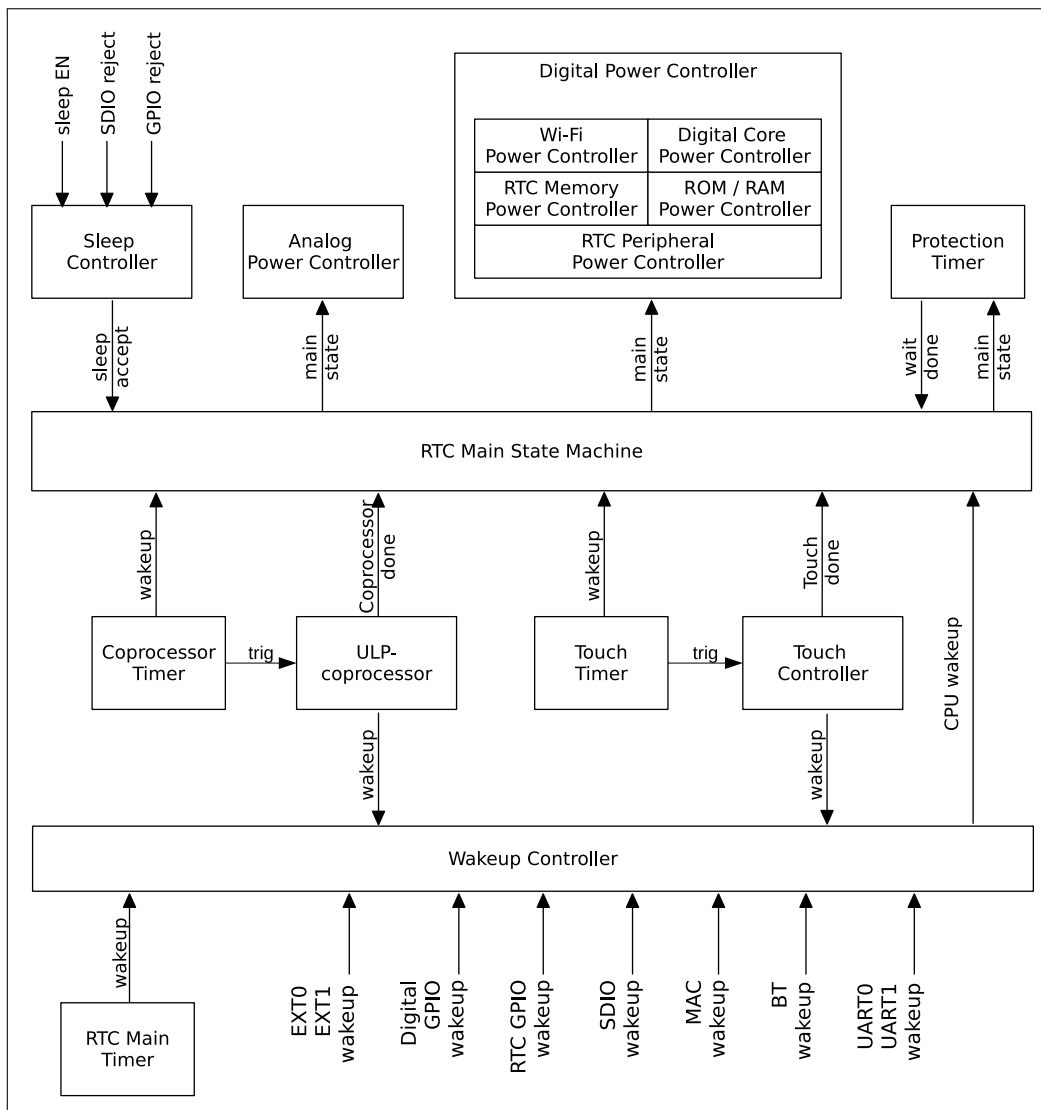 sleep EN
SDIO reject
GPIO reject
Digital Power Controller
Wi-Fi
Power Controller
Digital Core
Power Controller
RTC Memory
Power Controller
ROM / RAM
Power Controller
RTC Peripheral
Power Controller
Sleep
Controller
Analog
Power Controller
Protection
Timer
sleep
accept
main
state
main
state
wait
done
main
state
RTC Main State Machine
wakeup
Coprocessor
done
wakeup
Touch
done
CPU wakeup
Coprocessor
Timer
trig
ULP-
coprocessor
Touch
Timer
trig
Touch
Controller
wakeup
wakeup
Wakeup Controller
wakeup
RTC Main
Timer
EXT0
EXT1
wakeup
Digital
GPIO
wakeup
RTC GPIO
wakeup
SDIO
wakeup
MAC
wakeup
BT
wakeup
UART0
UART1
wakeup